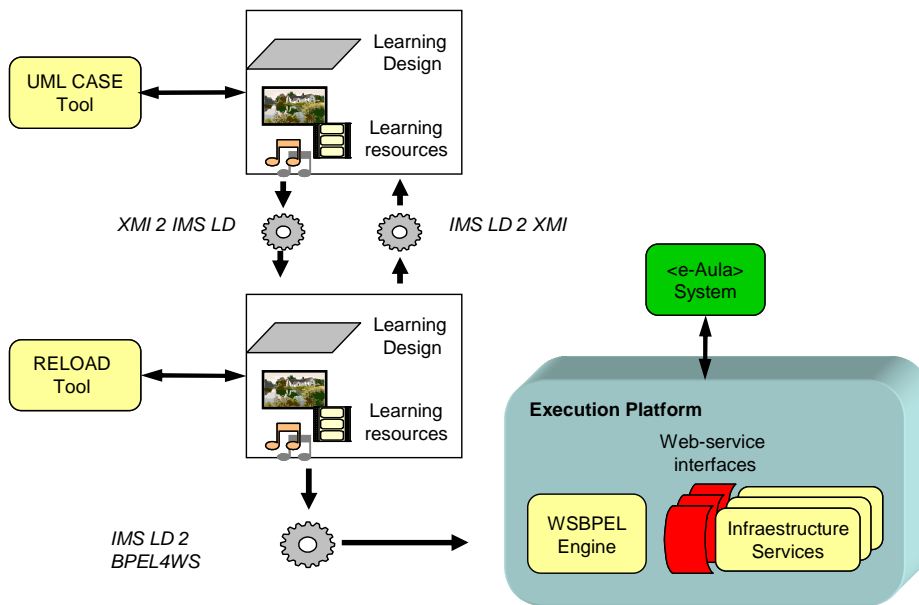 Learning
Design
UML CASE
Tool
Learning
resources
XMI 2 IMS LD
IMS LD 2 XMI
<e-Aula>
System
Learning
Design
RELOAD
Tool
Learning
resources
Execution Platform
Web-service
interfaces
WSBPEL
Engine
Infraestructure
Services
IMS LD 2
BPEL4WS